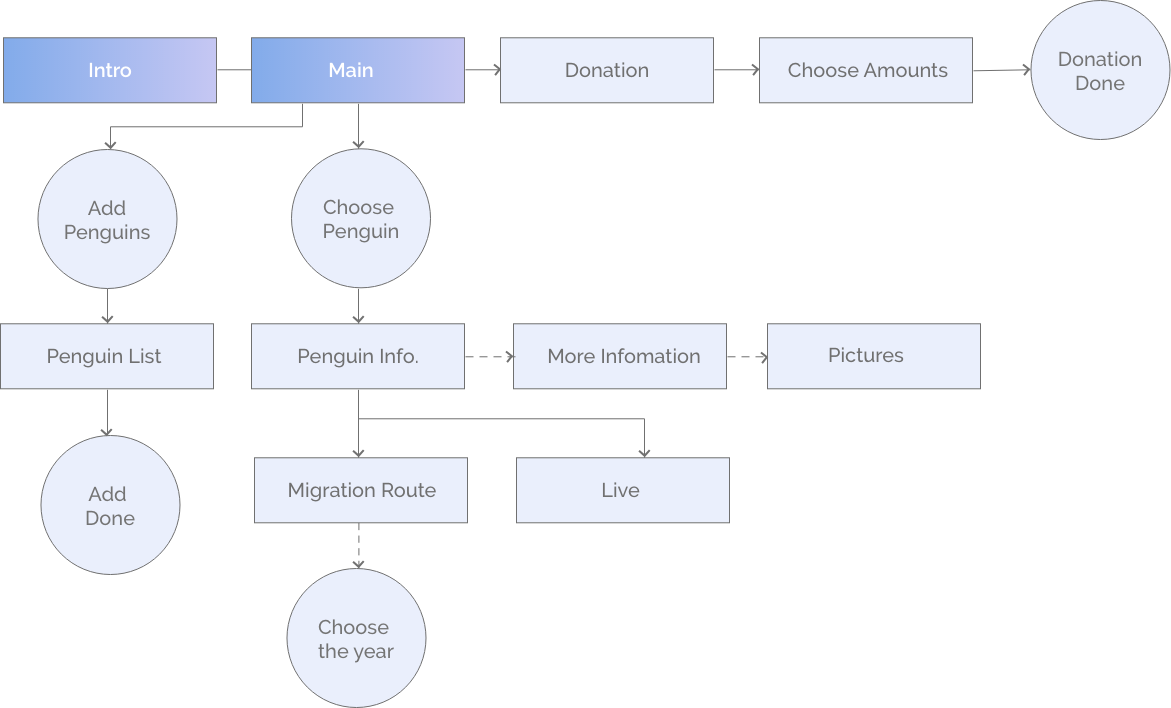 Intro
Main
Donation
Choose Amounts
Donation
Done
Add
Penguins
Choose
Penguin
Penguin List
Penguin Info.
More Infomation
Pictures
Migration Route
Live
Add
Done
Choose
the year